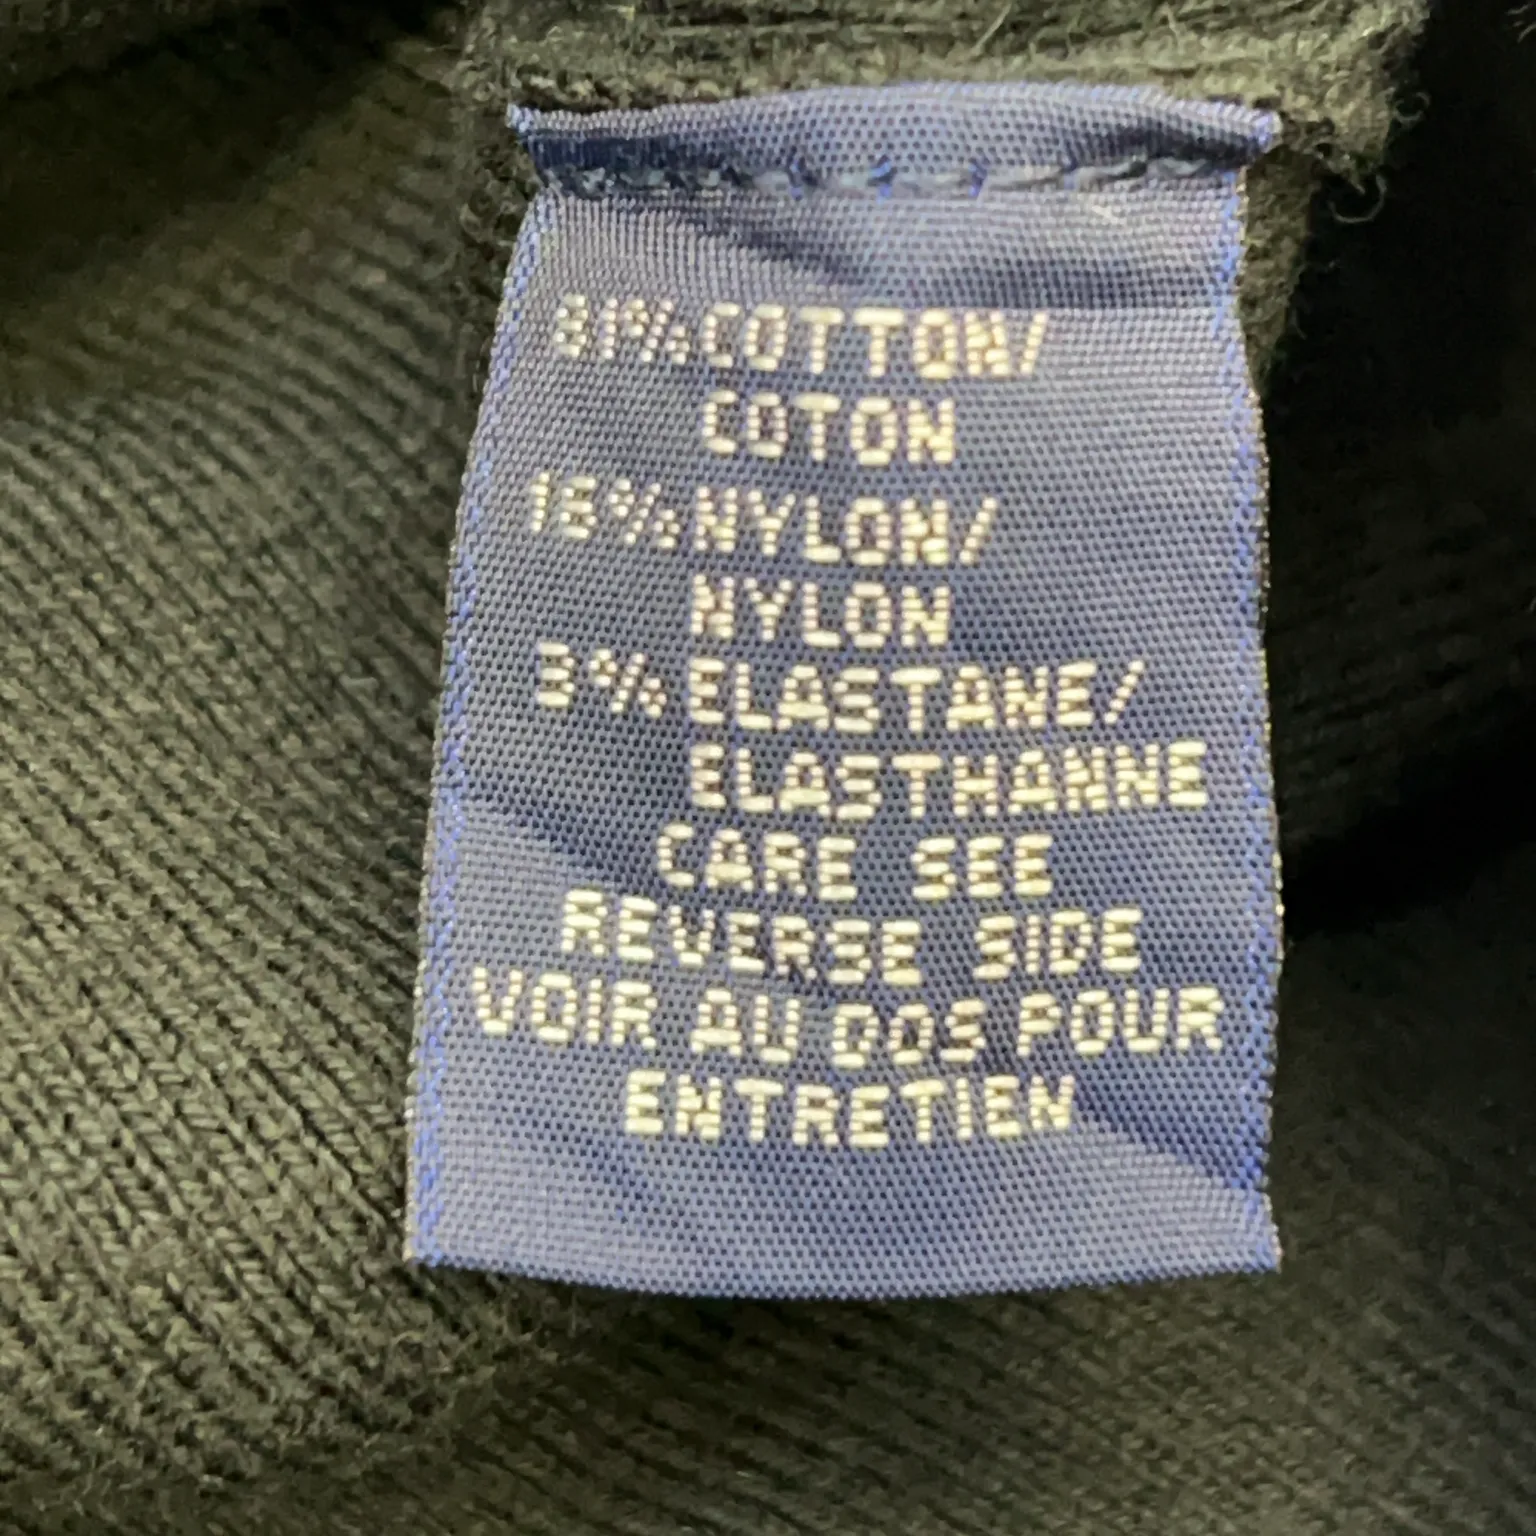 81% COTTON/
COTON
16% NYLON/
NYLON
3% ELASTANE/
ELASTHANNE
CARE SEE
REVERSE SIDE
VOIR AU DOS POUR
ENTRETIEN